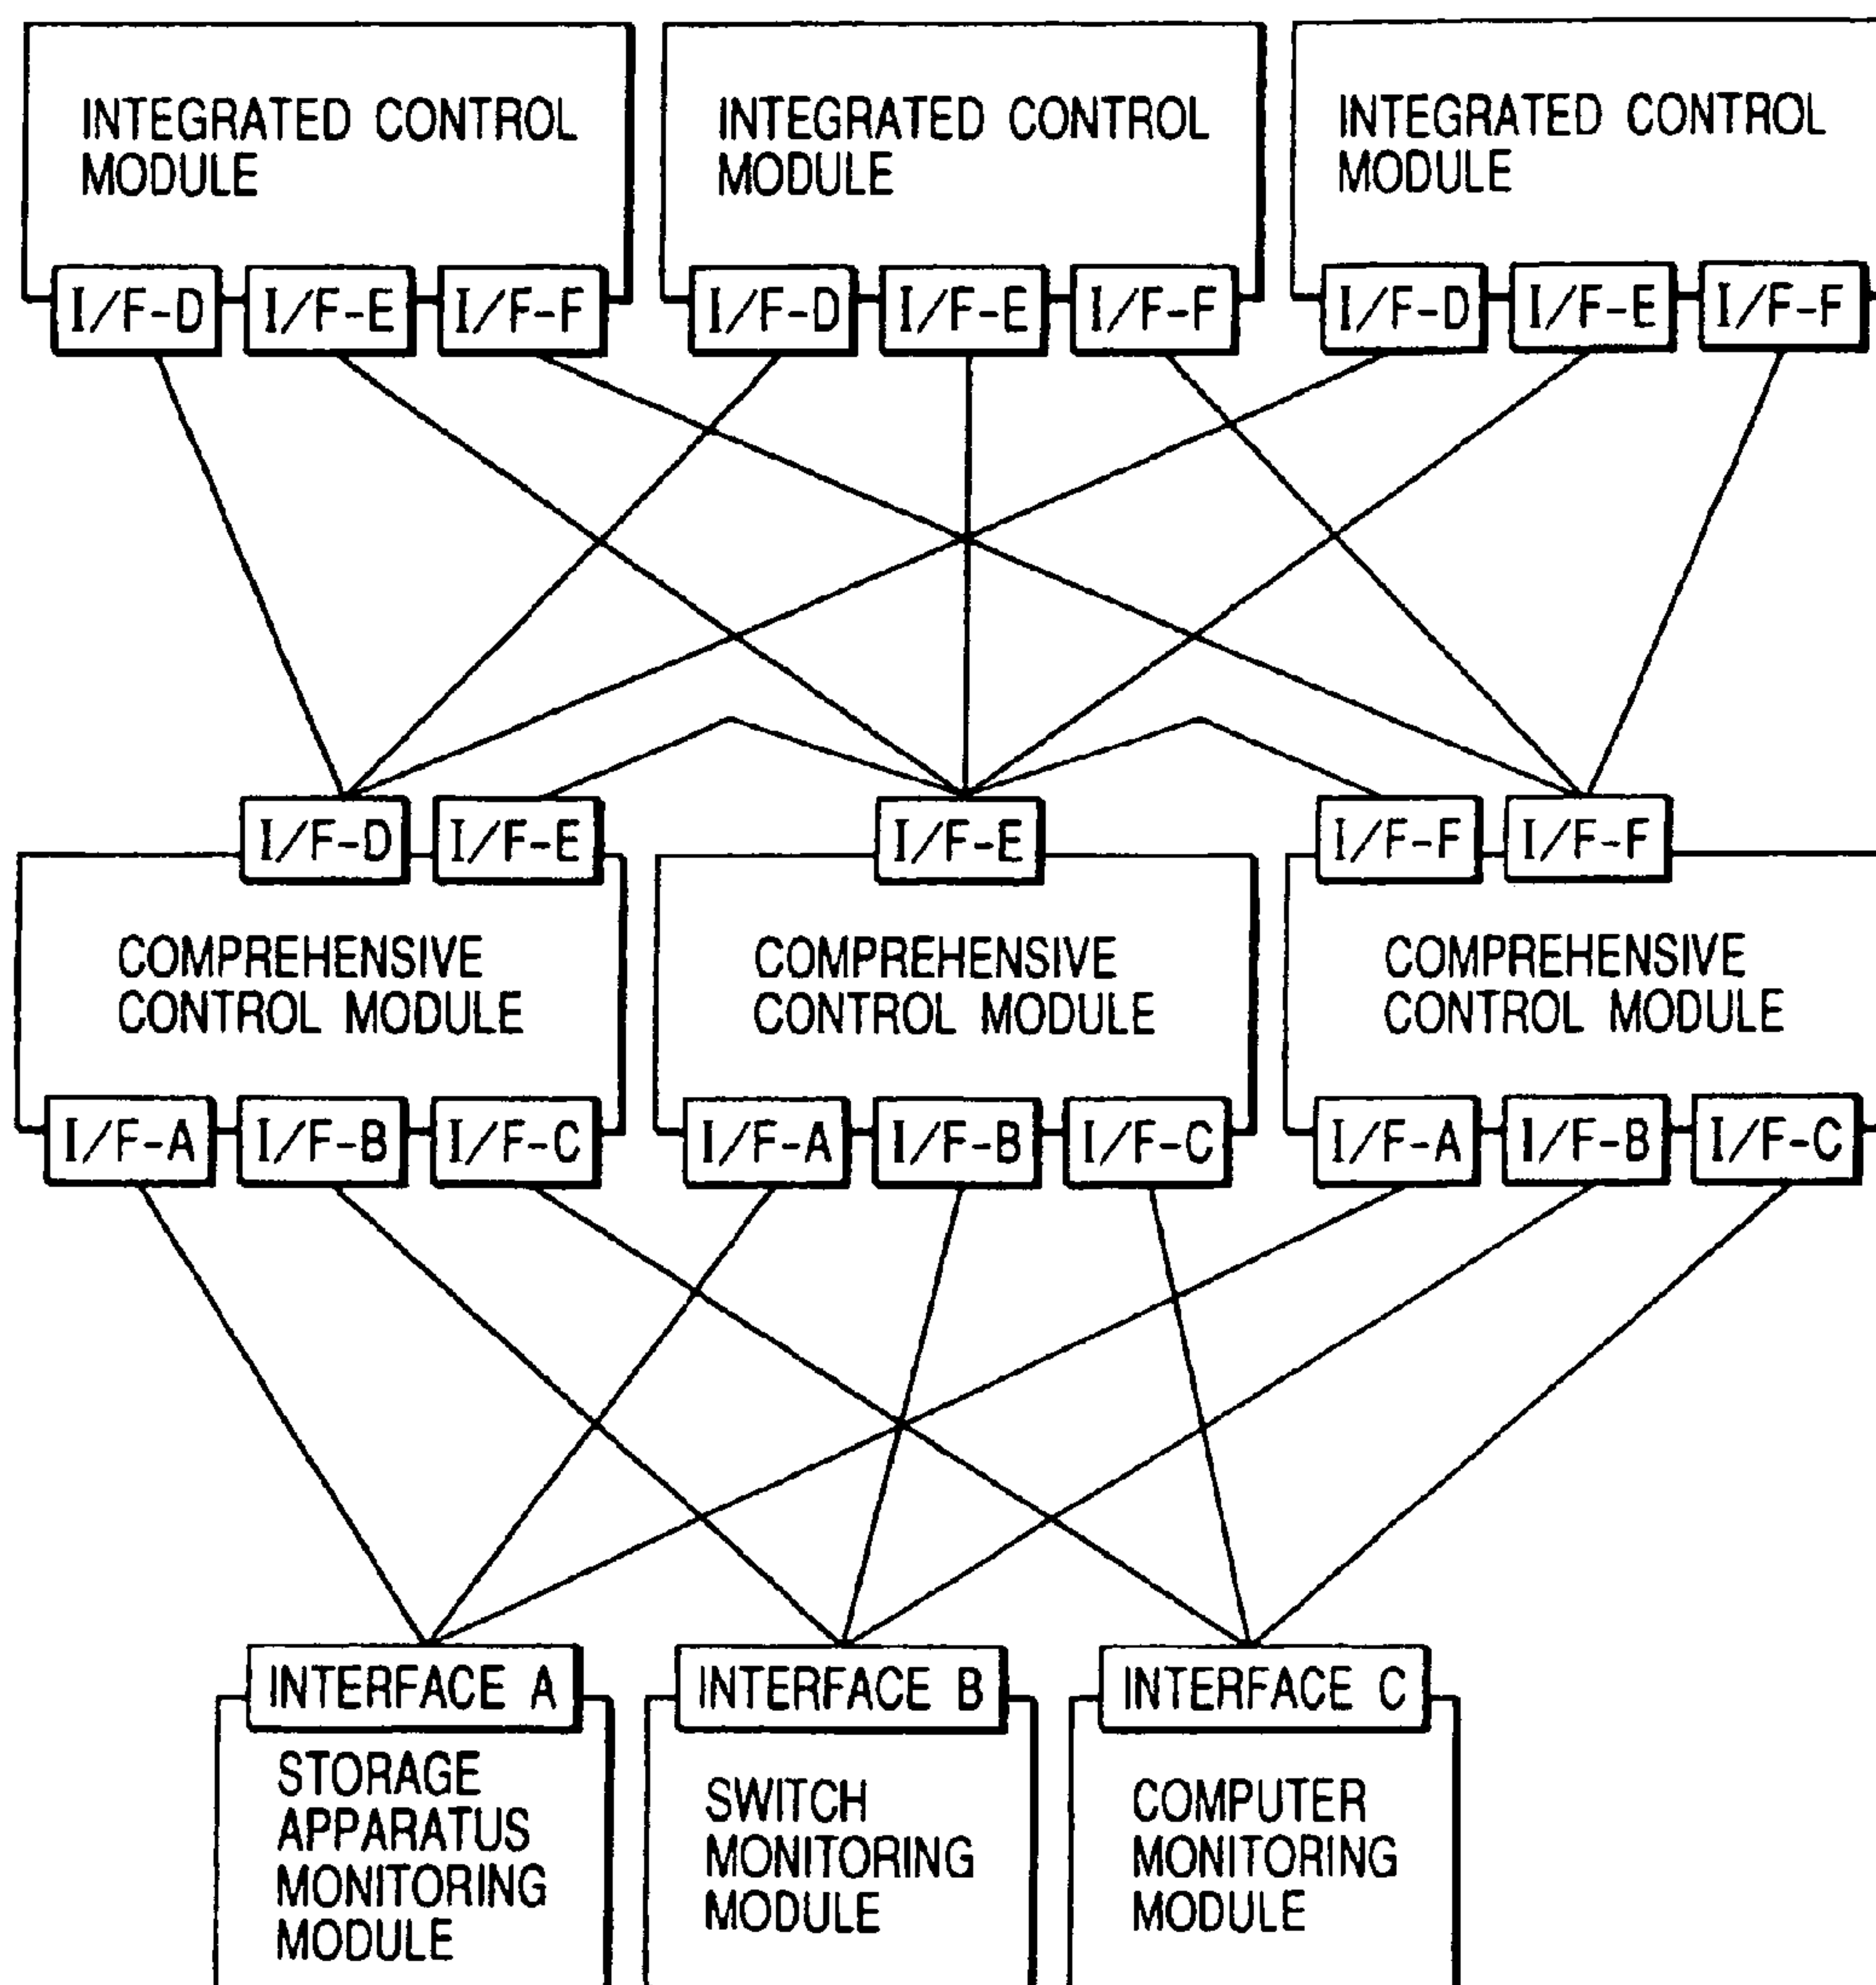 INTEGRATED CONTROL
MODULE
INTEGRATED CONTROL
MODULE
INTEGRATED CONTROL
MODULE
I/F-D
I/F-E
I/F-F
I/F-D
I/F-E
I/F-F
I/F-D
I/F-E
I/F-F
I/F-D
I/F-E
I/F-E
I/F-F
I/F-F
COMPREHENSIVE
CONTROL MODULE
COMPREHENSIVE
CONTROL MODULE
COMPREHENSIVE
CONTROL MODULE
I/F-A
I/F-B
I/F-C
I/F-A
I/F-B
I/F-C
I/F-A
I/F-B
I/F-C
INTERFACE A
STORAGE
APPARATUS
MONITORING
MODULE
INTERFACE B
SWITCH
MONITORING
MODULE
INTERFACE C
COMPUTER
MONITORING
MODULE